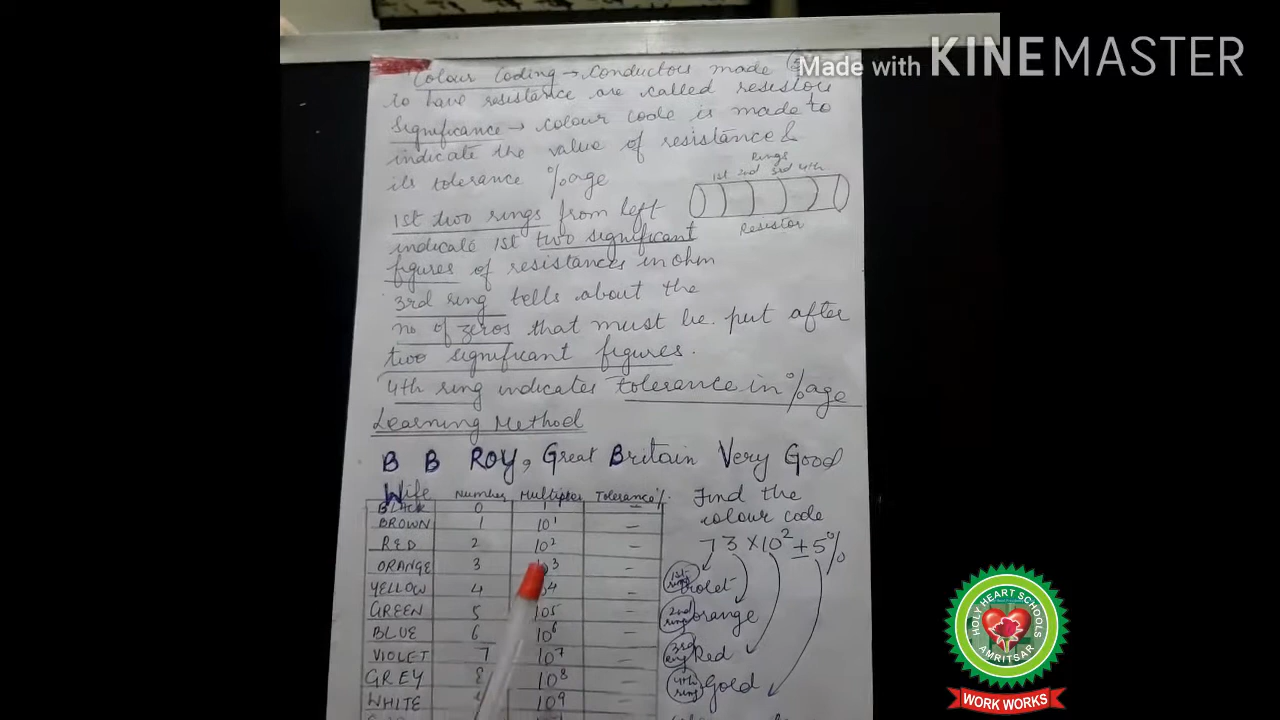 Made with KINEMASTER
Colour Coding → Conductors made
to have resistance are called resistors
Significance → colour code is made to
indicate the value of resistance &
its tolerance %age
Rings
1st 2nd 3rd 4th
Resistor
1st two rings from left
indicate 1st two significant
figures of resistances in ohm
3rd ring tells about the
no of zeros that must be put after
two significant figures.
4th ring indicates tolerance in %age
Learning Method
B B ROY, Great Britain Very Good
Wife Number Multiplier Tolerance %
BLACK 0 1 –
BROWN 1 10¹ –
RED 2 10² –
ORANGE 3 10³ –
YELLOW 4 10⁴ –
GREEN 5 10⁵ –
BLUE 6 10⁶ –
VIOLET 7 10⁷ –
GREY 8 10⁸ –
WHITE 10⁹ –
Find the
colour code
73 × 10² ± 5%
1st ring Violet
2nd ring Orange
3rd ring Red
4th ring Gold
HOLY HEART SCHOOLS
AMRITSAR
WORK WORKS